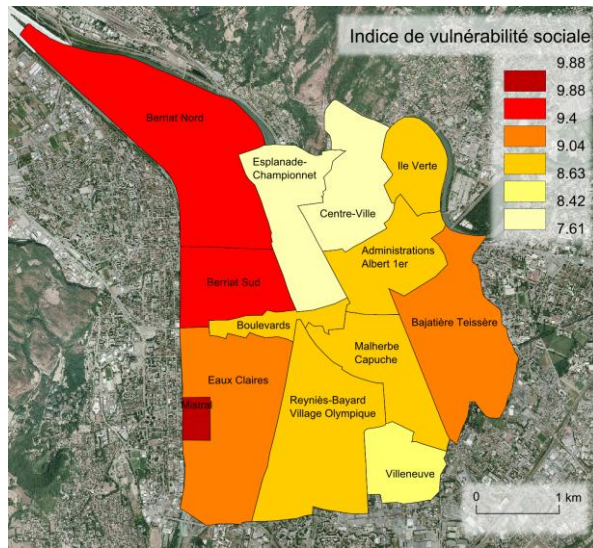 Indice de vulnérabilité sociale
9.88
9.88
9.4
9.04
8.63
8.42
7.61
Berriat Nord
Esplanade-
Championnet
Ile Verte
Centre-Ville
Administrations
Albert 1er
Berriat Sud
Bajatière Teissère
Boulevards
Malherbe
Capuche
Eaux Claires
Mistral
Reyniès-Bayard
Village Olympique
Villeneuve
0
1 km